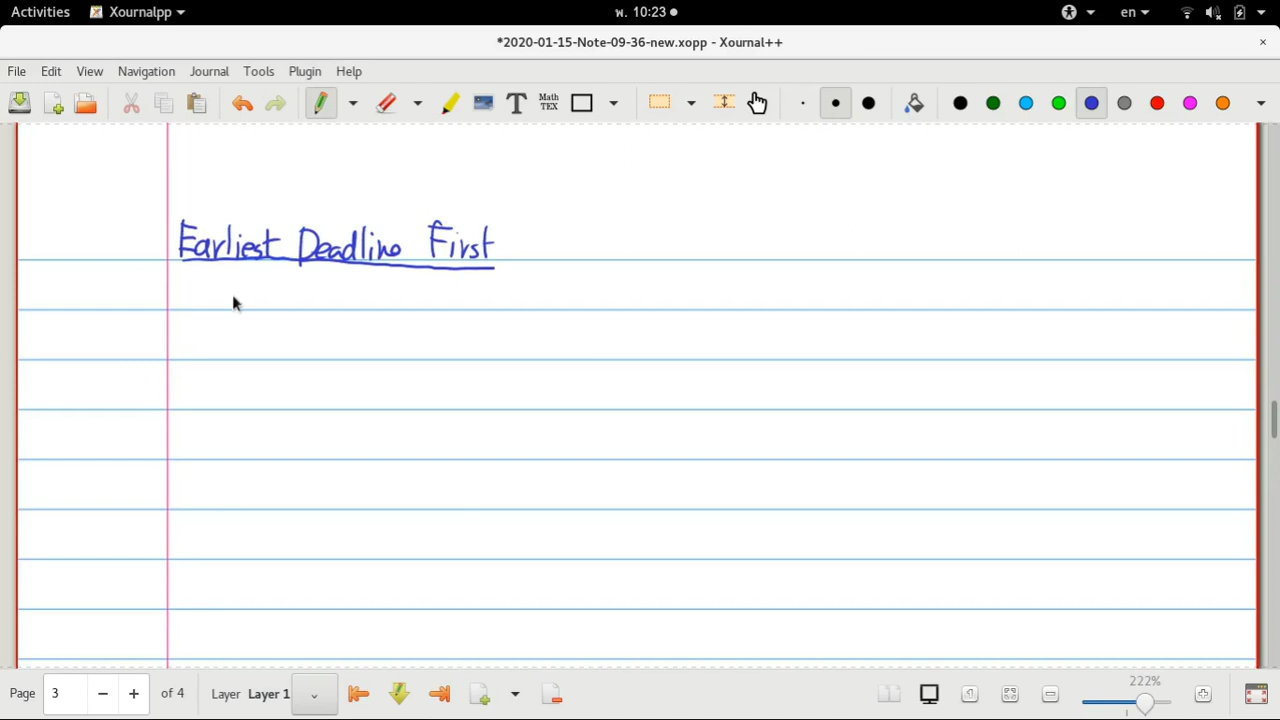 Activities Xournalpp พ. 10:23 en
*2020-01-15-Note-09-36-new.xopp - Xournal++ ×
File Edit View Navigation Journal Tools Plugin Help
T Math TEX
Earliest Deadline First
222%
Page 3 − + of 4 Layer Layer 1